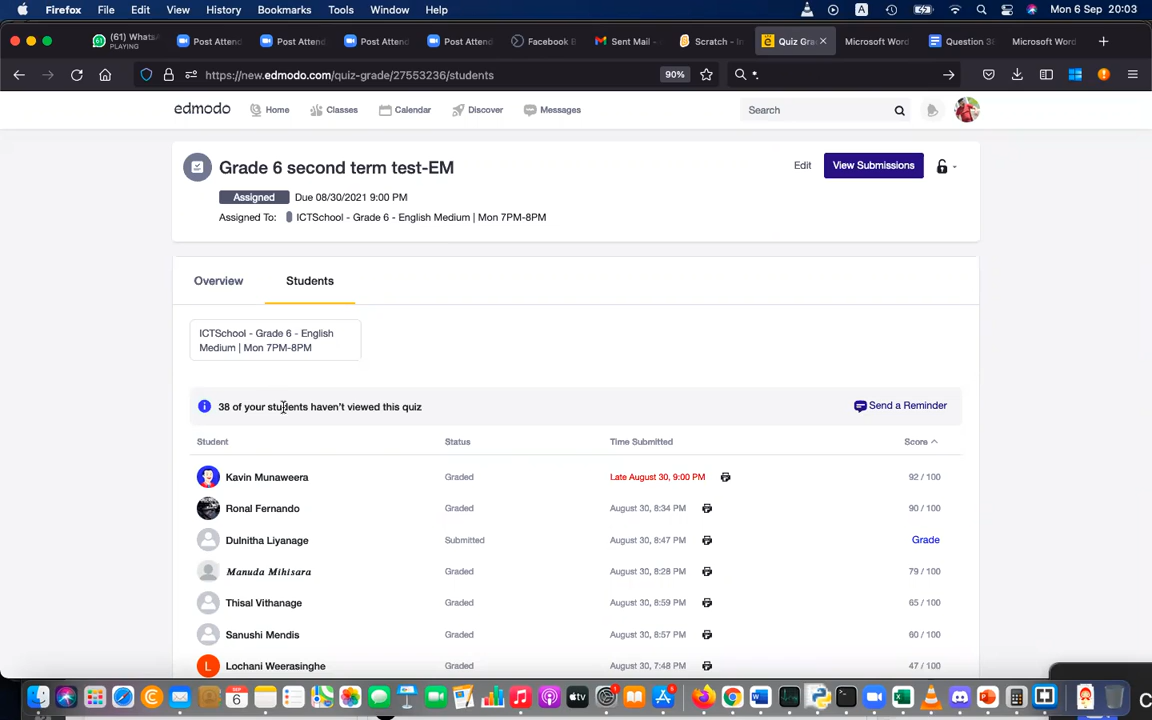 Firefox File Edit View History Bookmarks Tools Window Help A Mon 6 Sep 20:03
(61) Whats PLAYING Post Attend Post Attend Post Attend Post Attend Facebook Sent Mail - Scratch - Quiz Gra Microsoft Word Question 3 Microsoft Word
https://new.edmodo.com/quiz-grade/27553236/students 90%
edmodo Home Classes Calendar Discover Messages Search
Grade 6 second term test-EM Edit View Submissions
Assigned Due 08/30/2021 9:00 PM
Assigned To: ICTSchool - Grade 6 - English Medium | Mon 7PM-8PM
Overview Students
ICTSchool - Grade 6 - English
Medium | Mon 7PM-8PM
38 of your students haven't viewed this quiz Send a Reminder
Student Status Time Submitted Score
Kavin Munaweera Graded Late August 30, 9:00 PM 92 / 100
Ronal Fernando Graded August 30, 8:34 PM 90 / 100
Dulnitha Liyanage Submitted August 30, 8:47 PM Grade
Manuda Mihisara Graded August 30, 8:28 PM 79 / 100
Thisal Vithanage Graded August 30, 8:59 PM 65 / 100
Sanushi Mendis Graded August 30, 8:57 PM 60 / 100
L Lochani Weerasinghe Graded August 30, 7:48 PM 47 / 100